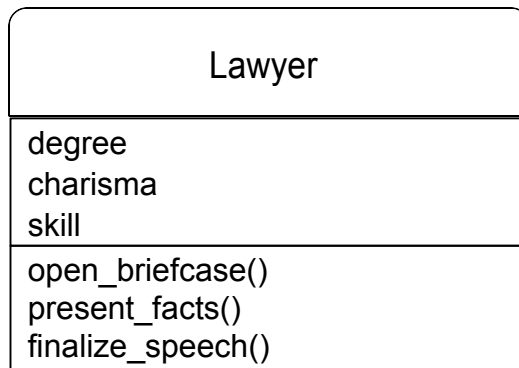 Lawyer
degree
charisma
skill
open_briefcase()
present_facts()
finalize_speech()